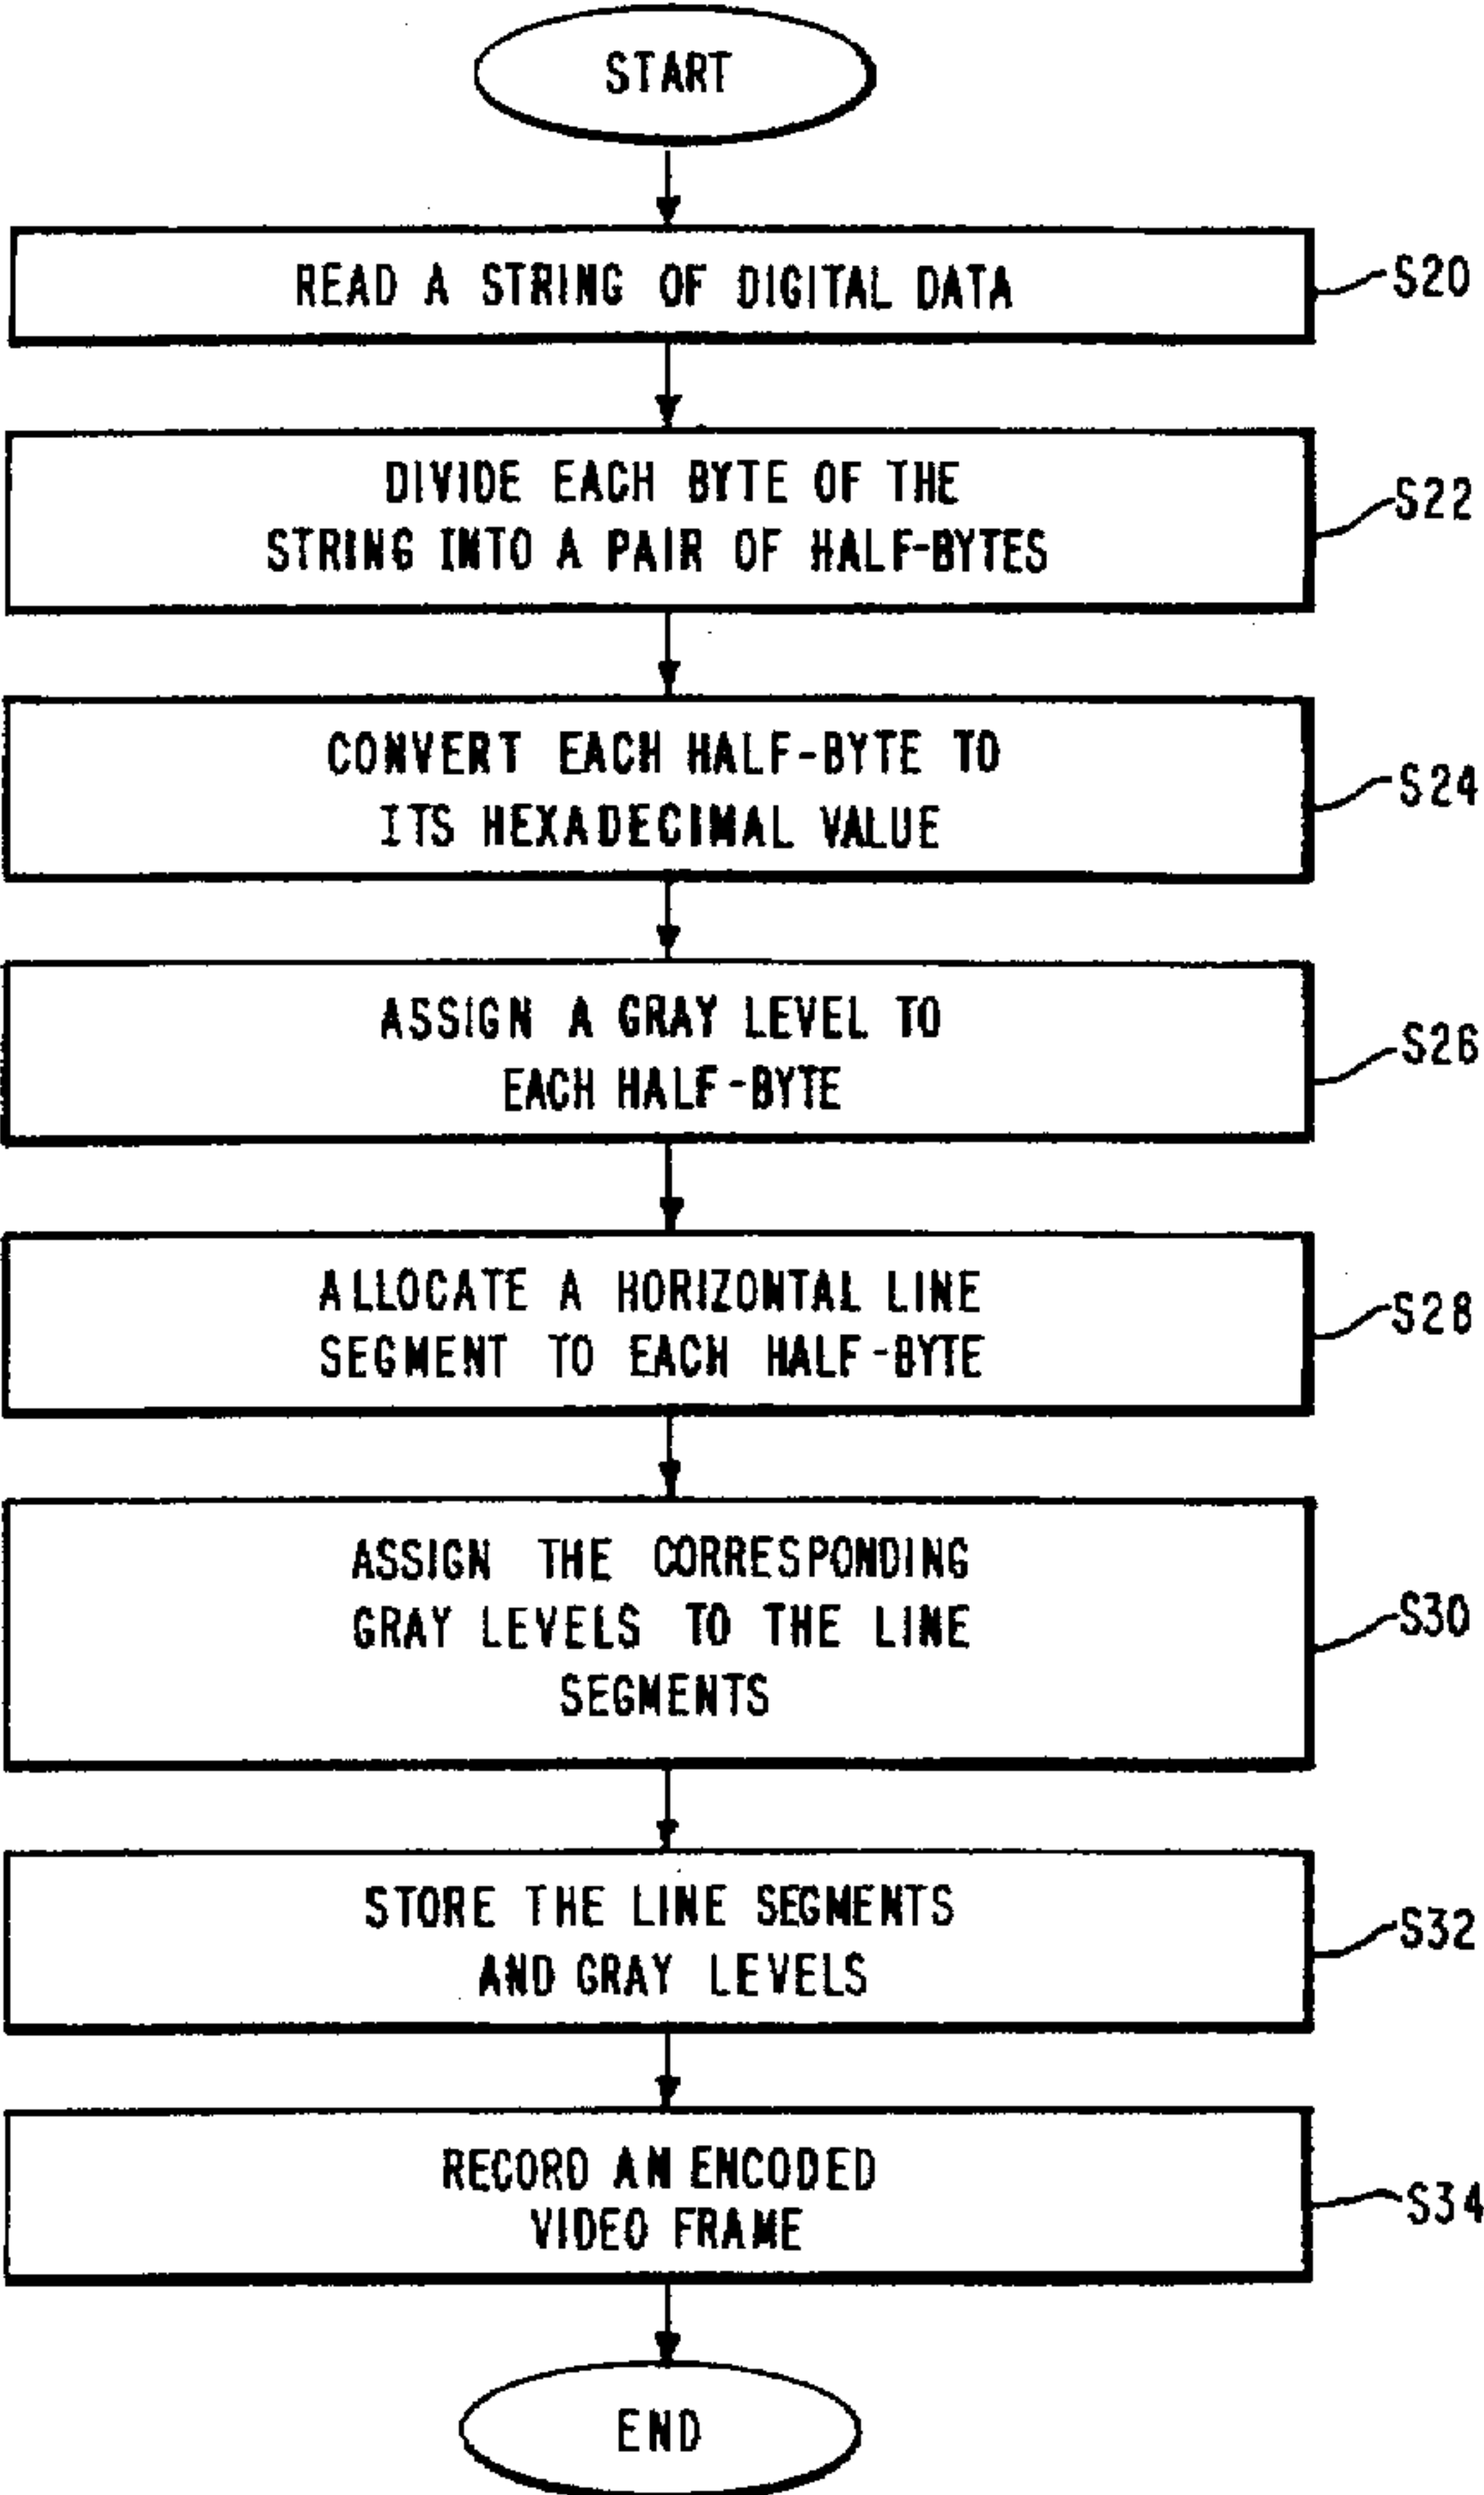 START
READ A STRING OF DIGITAL DATA
S20
DIVIDE EACH BYTE OF THE
STRING INTO A PAIR OF HALF-BYTES
S22
CONVERT EACH HALF-BYTE TO
ITS HEXADECIMAL VALUE
S24
ASSIGN A GRAY LEVEL TO
EACH HALF-BYTE
S26
ALLOCATE A HORIZONTAL LINE
SEGMENT TO EACH HALF-BYTE
S28
ASSIGN THE CORRESPONDING
GRAY LEVELS TO THE LINE
SEGMENTS
S30
STORE THE LINE SEGMENTS
AND GRAY LEVELS
S32
RECORD AN ENCODED
VIDEO FRAME
S34
END